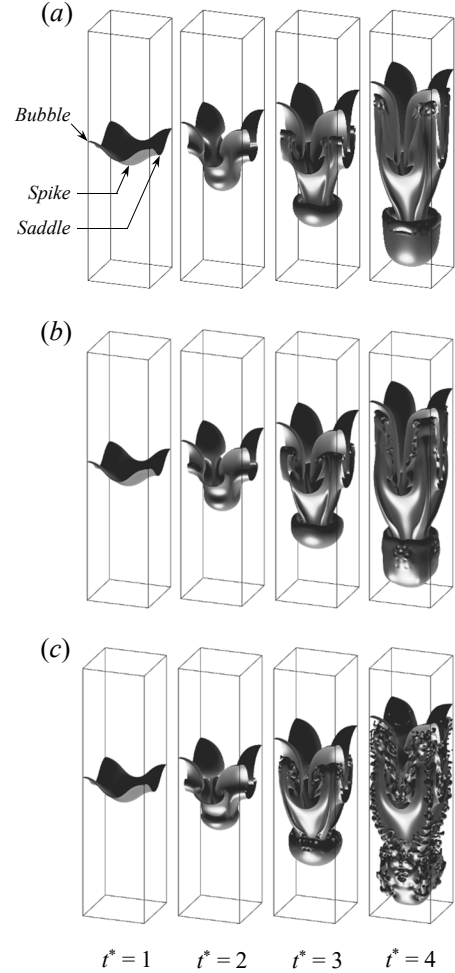 (a)
Bubble
Spike
Saddle
(b)
(c)
t* = 1 t* = 2 t* = 3 t* = 4